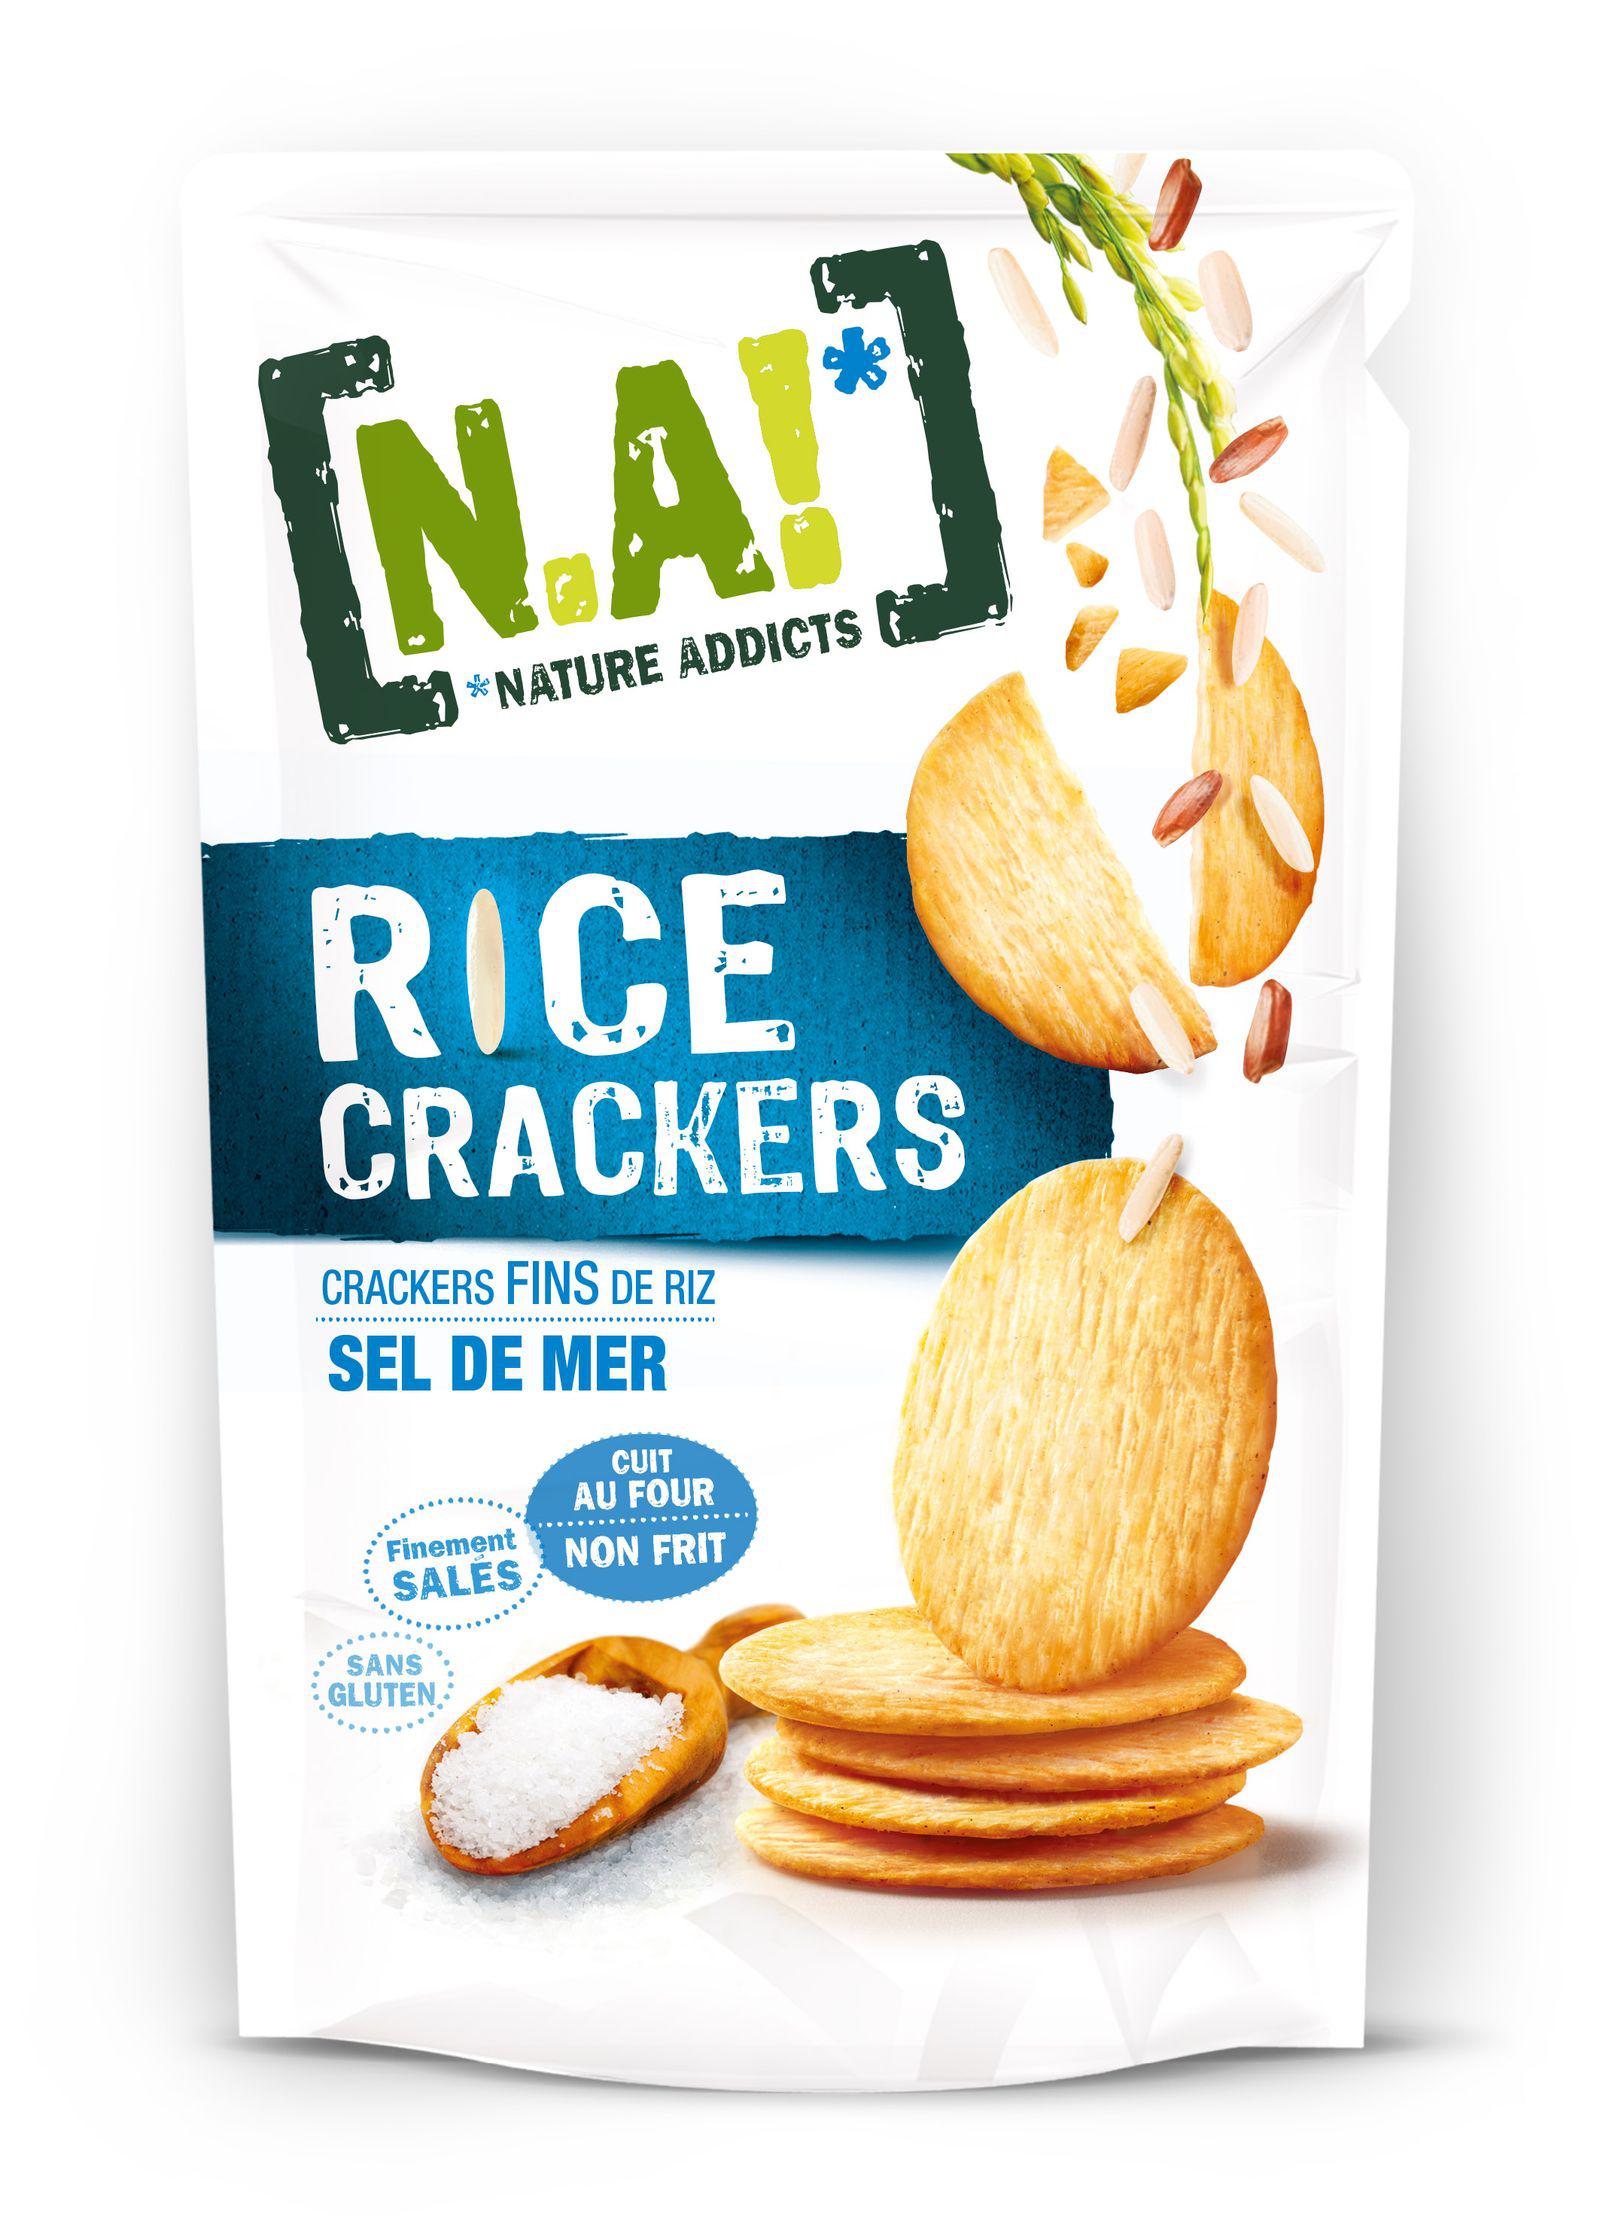 [N.A!*]
*NATURE ADDICTS
RICE
CRACKERS
CRACKERS FINS DE RIZ
SEL DE MER
CUIT
AU FOUR
NON FRIT
Finement
SALÉS
SANS
GLUTEN